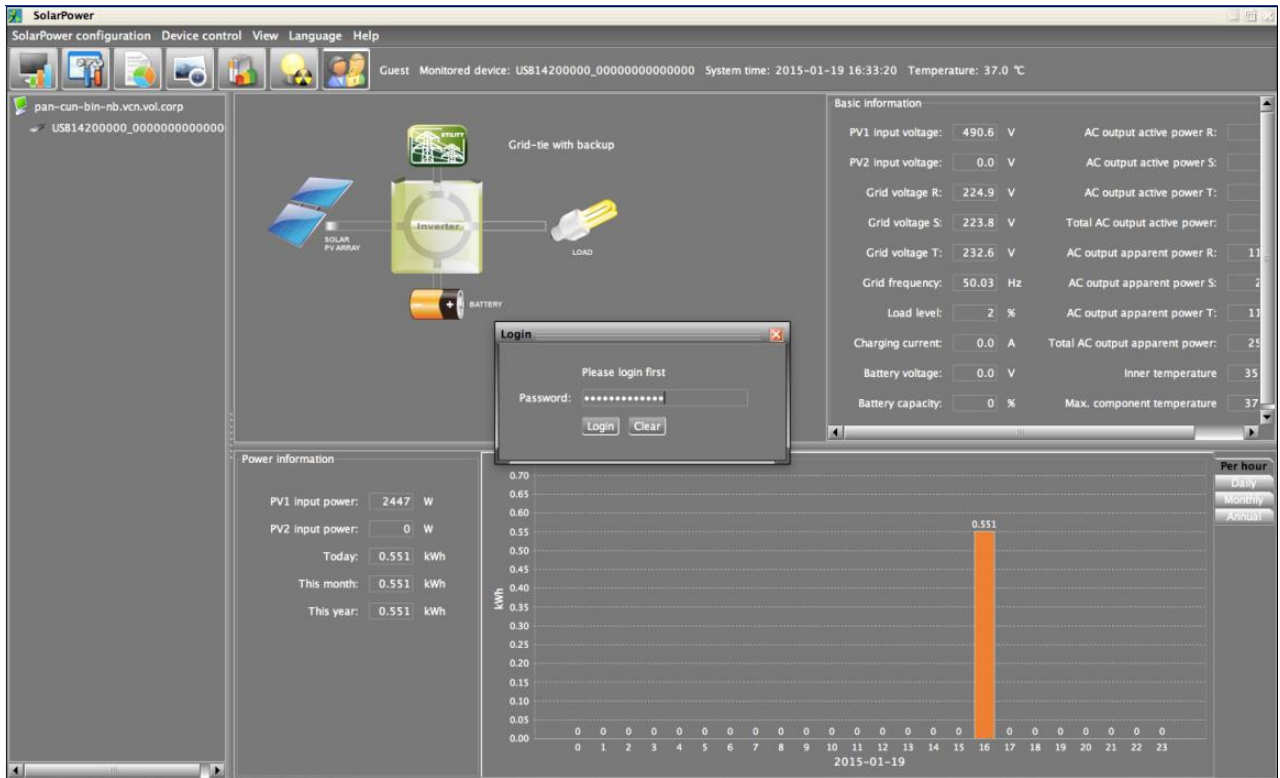 SolarPower
SolarPower configuration Device control View Language Help
Guest Monitored device: USB14200000_00000000000000 System time: 2015-01-19 16:33:20 Temperature: 37.0 ℃
pan-cun-bin-nb.vcn.vol.corp
USB14200000_0000000000000
UTILITY
Grid-tie with backup
Inverter
SOLAR
PV ARRAY
LOAD
BATTERY
Basic information
PV1 input voltage: 490.6 V AC output active power R:
PV2 input voltage: 0.0 V AC output active power S:
Grid voltage R: 224.9 V AC output active power T:
Grid voltage S: 223.8 V Total AC output active power:
Grid voltage T: 232.6 V AC output apparent power R: 11
Grid frequency: 50.03 Hz AC output apparent power S: 2
Load level: 2 % AC output apparent power T: 11
Charging current: 0.0 A Total AC output apparent power: 25
Battery voltage: 0.0 V Inner temperature 35
Battery capacity: 0 % Max. component temperature 37
Login
Please login first
Password: •••••••••••••
Login Clear
Power information
PV1 input power: 2447 W
PV2 input power: 0 W
Today: 0.551 kWh
This month: 0.551 kWh
This year: 0.551 kWh
Per hour
Daily
Monthly
Annual
kWh
0.70
0.65
0.60
0.55
0.50
0.45
0.40
0.35
0.30
0.25
0.20
0.15
0.10
0.05
0.00
0.551
0 0 0 0 0 0 0 0 0 0 0 0 0 0 0 0 0 0 0 0 0 0 0
0 1 2 3 4 5 6 7 8 9 10 11 12 13 14 15 16 17 18 19 20 21 22 23
2015-01-19